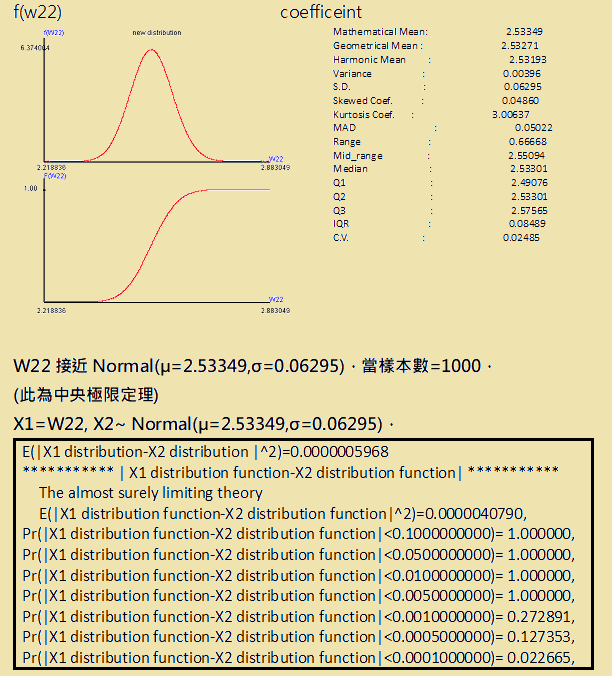 f(w22)
coefficeint
f(W22)
new distribution
6.374004
W22
2.218836
2.883049
F(W22)
1.00
W22
2.218836
2.883049
Mathematical Mean: 2.53349
Geometrical Mean : 2.53271
Harmonic Mean : 2.53193
Variance : 0.00396
S.D. : 0.06295
Skewed Coef. : 0.04860
Kurtosis Coef. : 3.00637
MAD : 0.05022
Range : 0.66668
Mid_range : 2.55094
Median : 2.53301
Q1 : 2.49076
Q2 : 2.53301
Q3 : 2.57565
IQR : 0.08489
C.V. : 0.02485
W22 接近 Normal(μ=2.53349,σ=0.06295)，當樣本數=1000，
(此為中央極限定理)
X1=W22, X2~ Normal(μ=2.53349,σ=0.06295)，
E(|X1 distribution-X2 distribution |^2)=0.0000005968
*********** | X1 distribution function-X2 distribution function| ***********
The almost surely limiting theory
E(|X1 distribution function-X2 distribution function|^2)=0.0000040790,
Pr(|X1 distribution function-X2 distribution function|<0.1000000000)= 1.000000,
Pr(|X1 distribution function-X2 distribution function|<0.0500000000)= 1.000000,
Pr(|X1 distribution function-X2 distribution function|<0.0100000000)= 1.000000,
Pr(|X1 distribution function-X2 distribution function|<0.0050000000)= 1.000000,
Pr(|X1 distribution function-X2 distribution function|<0.0010000000)= 0.272891,
Pr(|X1 distribution function-X2 distribution function|<0.0005000000)= 0.127353,
Pr(|X1 distribution function-X2 distribution function|<0.0001000000)= 0.022665,